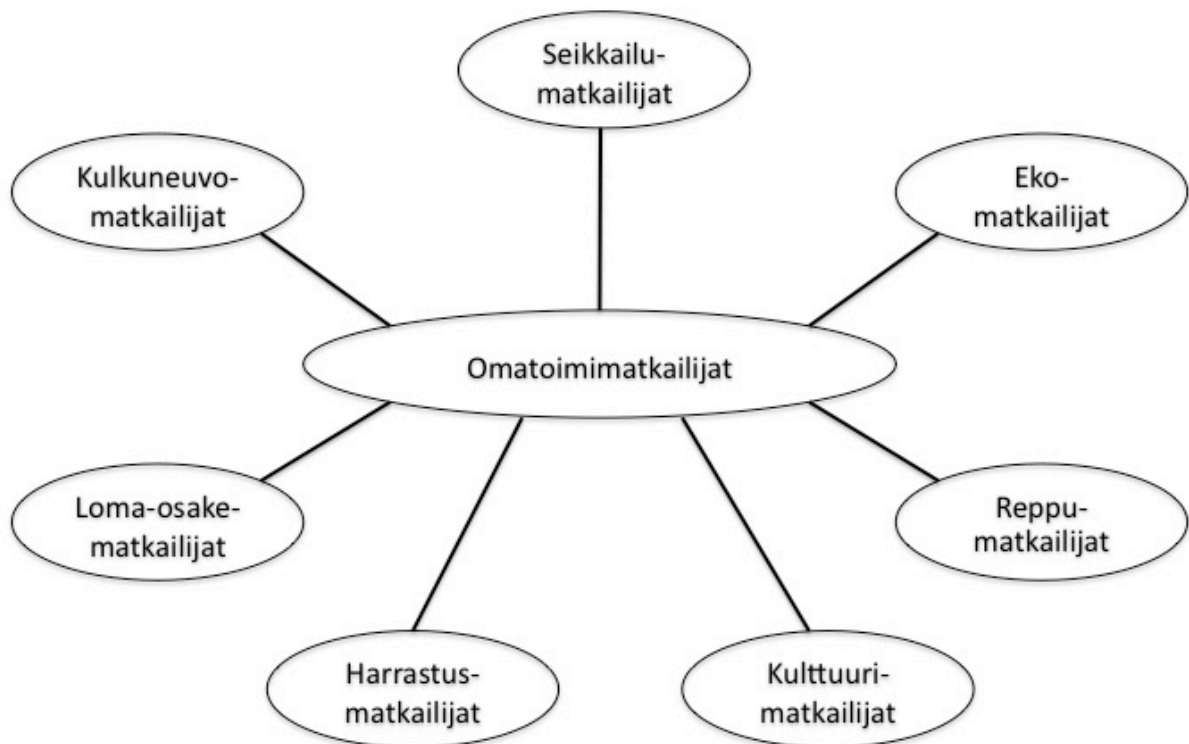 Seikkailu-
matkailijat
Kulkuneuvo-
matkailijat
Eko-
matkailijat
Omatoimimatkailijat
Loma-osake-
matkailijat
Reppu-
matkailijat
Harrastus-
matkailijat
Kulttuuri-
matkailijat